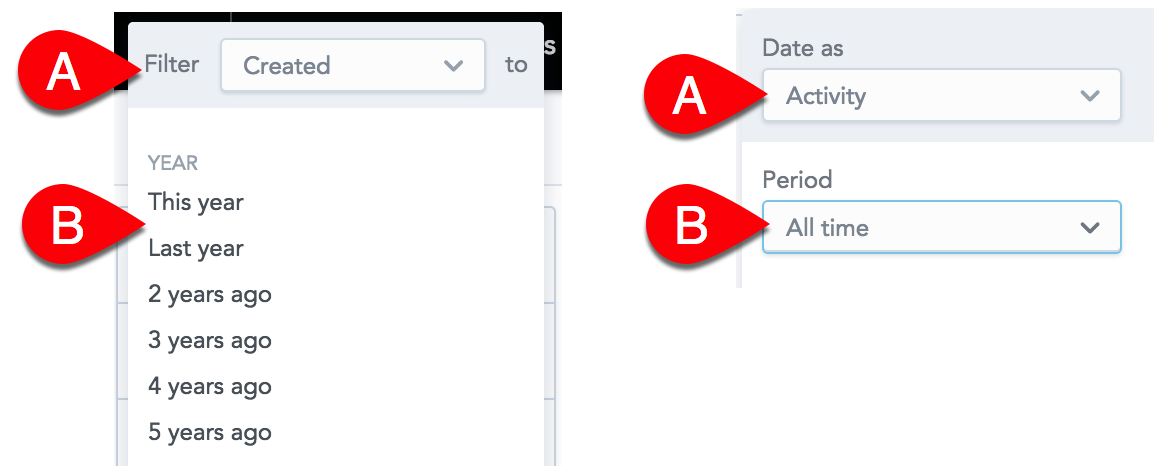 A Filter Created to s
YEAR
B This year
Last year
2 years ago
3 years ago
4 years ago
5 years ago
Date as
A Activity
Period
B All time